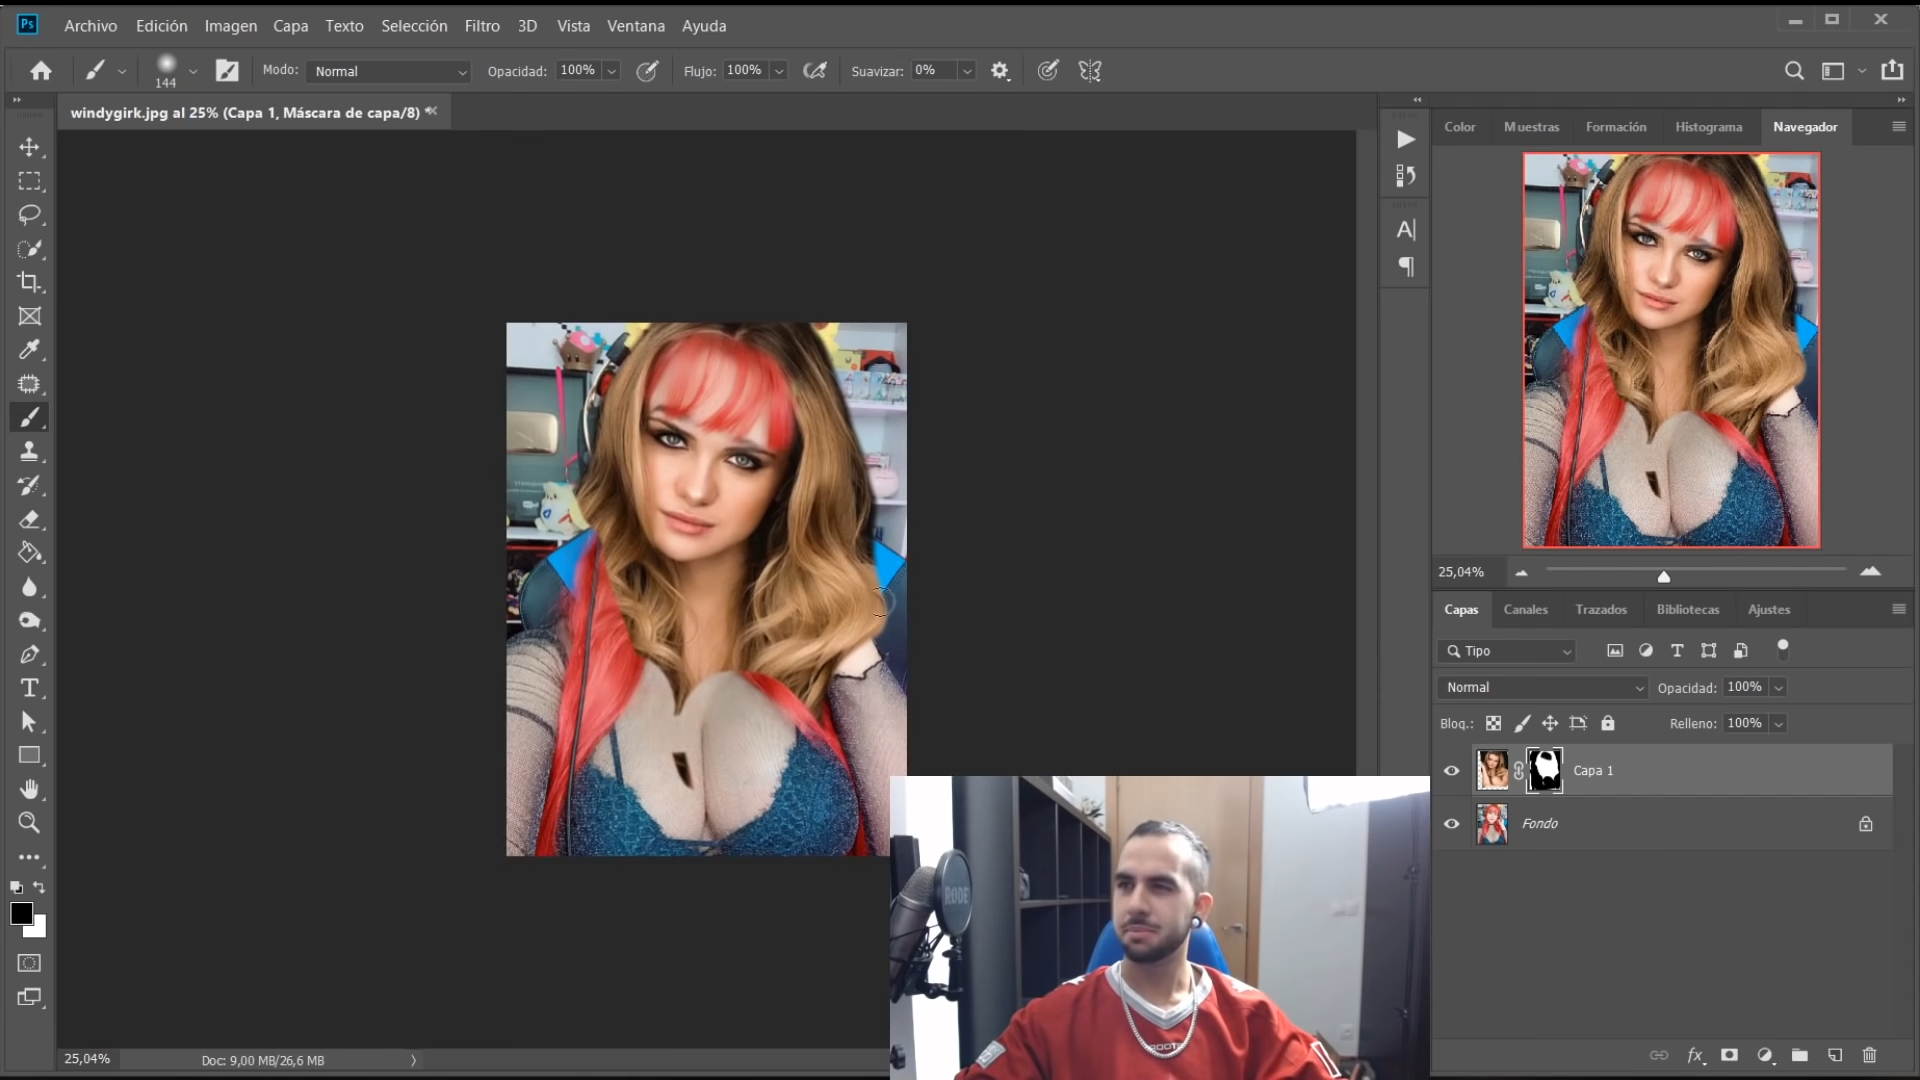 Ps Archivo Edición Imagen Capa Texto Selección Filtro 3D Vista Ventana Ayuda
144 Modo: Normal Opacidad: 100% Flujo: 100% Suavizar: 0%
windygirk.jpg al 25% (Capa 1, Máscara de capa/8) *
Color Muestras Formación Histograma Navegador
25,04%
Capas Canales Trazados Bibliotecas Ajustes
Tipo
Normal Opacidad: 100%
Bloq.: Relleno: 100%
Capa 1
Fondo
RODE
25,04% Doc: 9,00 MB/26,6 MB